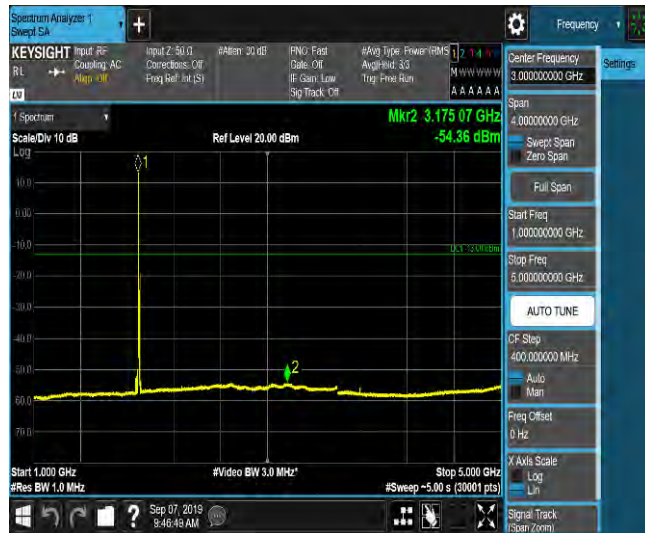 Spectrum Analyzer 1
Swept SA
+
Frequency
KEYSIGHT
Input: RF
Input Z: 50 Ω
#Atten: 30 dB
PNO: Fast
#Avg Type: Power (RMS
RL
Coupling: AC
Corrections: Off
Gate: Off
Avg|Hold: 3/3
M W W W W W
Align: Off
Freq Ref: Int (S)
IF Gain: Low
Trig: Free Run
Sig Track: Off
A A A A A A
1 Spectrum
Mkr2 3.175 07 GHz
Scale/Div 10 dB
Ref Level 20.00 dBm
-54.36 dBm
Log
1
10.0
0.00
-10.0
DL1 -13.00 dBm
-20.0
-30.0
-40.0
-50.0
2
-60.0
-70.0
Start 1.000 GHz
#Video BW 3.0 MHz*
Stop 5.000 GHz
#Res BW 1.0 MHz
#Sweep ~5.00 s (30001 pts)
?
Sep 07, 2019
9:46:49 AM
Center Frequency
3.000000000 GHz
Settings
Span
4.00000000 GHz
Swept Span
Zero Span
Full Span
Start Freq
1.000000000 GHz
Stop Freq
5.000000000 GHz
AUTO TUNE
CF Step
400.000000 MHz
Auto
Man
Freq Offset
0 Hz
X Axis Scale
Log
Lin
Signal Track
(Span Zoom)